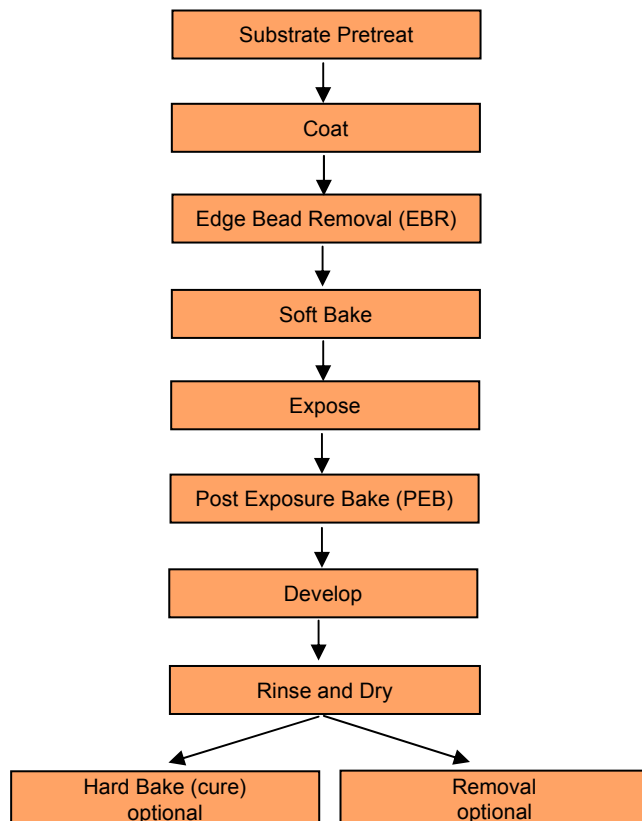 Substrate Pretreat
Coat
Edge Bead Removal (EBR)
Soft Bake
Expose
Post Exposure Bake (PEB)
Develop
Rinse and Dry
Hard Bake (cure)
optional
Removal
optional